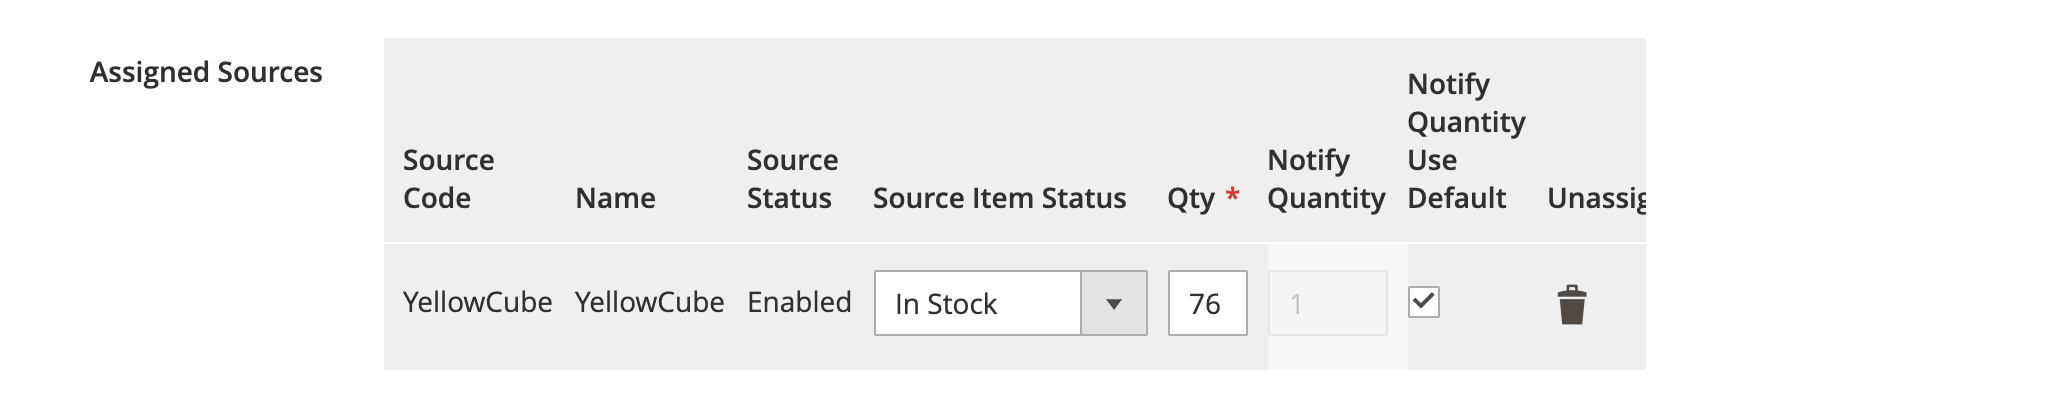 Assigned Sources
Source Code
Name
Source Status
Source Item Status
Qty *
Notify Quantity
Notify Quantity Use Default
Unassig
YellowCube
YellowCube
Enabled
In Stock
76
1